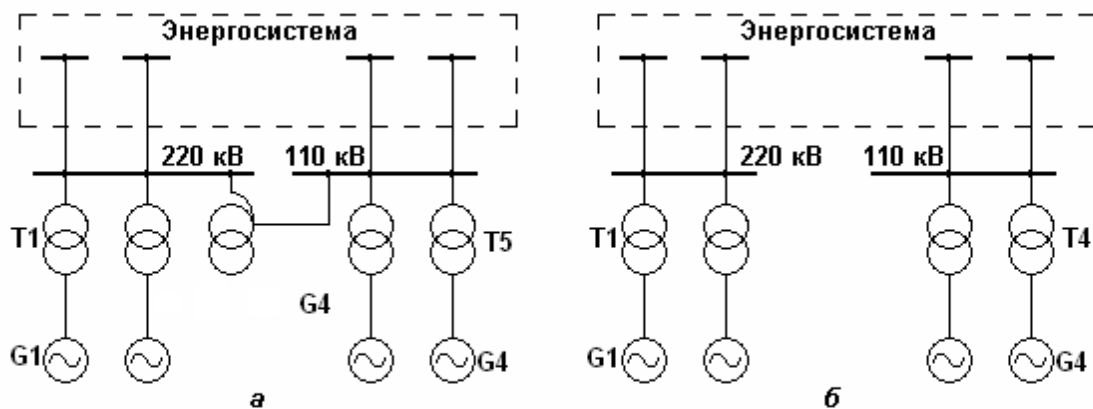 Энергосистема
220 кВ 110 кВ
T1 T5
G4
G1 G4
а
Энергосистема
220 кВ 110 кВ
T1 T4
G1 G4
б